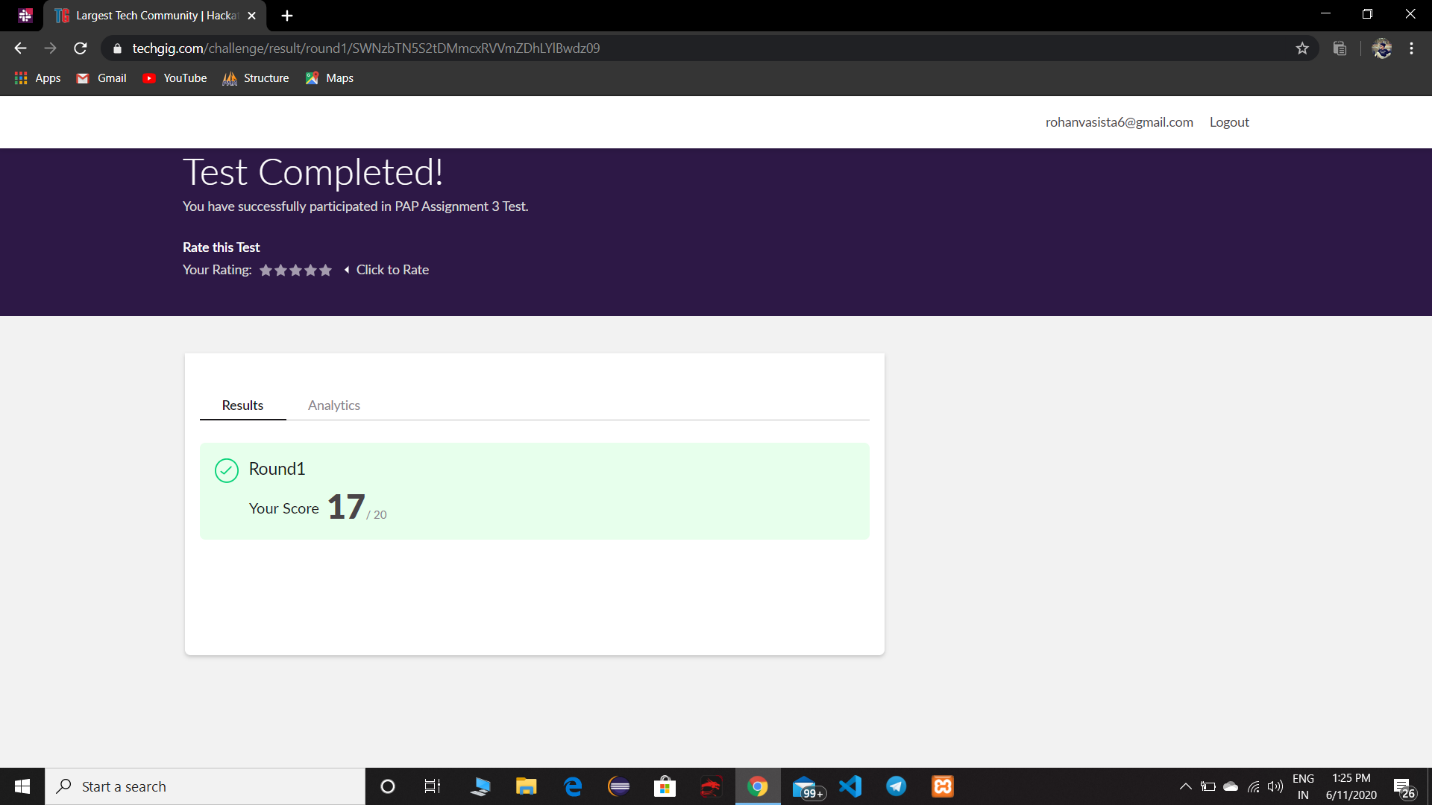 Largest Tech Community | Hacka
techgig.com/challenge/result/round1/SWNzbTN5S2tDMmcxRVVmZDhLYlBwdz09
Apps Gmail YouTube Structure Maps
rohanvasista6@gmail.com Logout
Test Completed!
You have successfully participated in PAP Assignment 3 Test.
Rate this Test
Your Rating: Click to Rate
Results Analytics
Round1
Your Score 17 / 20
Start a search
99+
ENG
IN
1:25 PM
6/11/2020
26